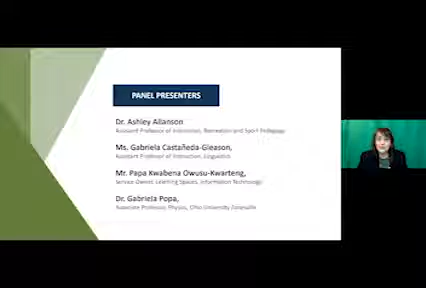 PANEL PRESENTERS
Dr. Ashley Allanson
Assistant Professor of Instruction, Recreation and Sport Pedagogy
Ms. Gabriela Castañeda-Gleason,
Assistant Professor of Instruction, Linguistics
Mr. Papa Kwabena Owusu-Kwarteng,
Service Owner, Learning Spaces, Information Technology
Dr. Gabriela Popa,
Associate Professor, Physics, Ohio University Zanesville